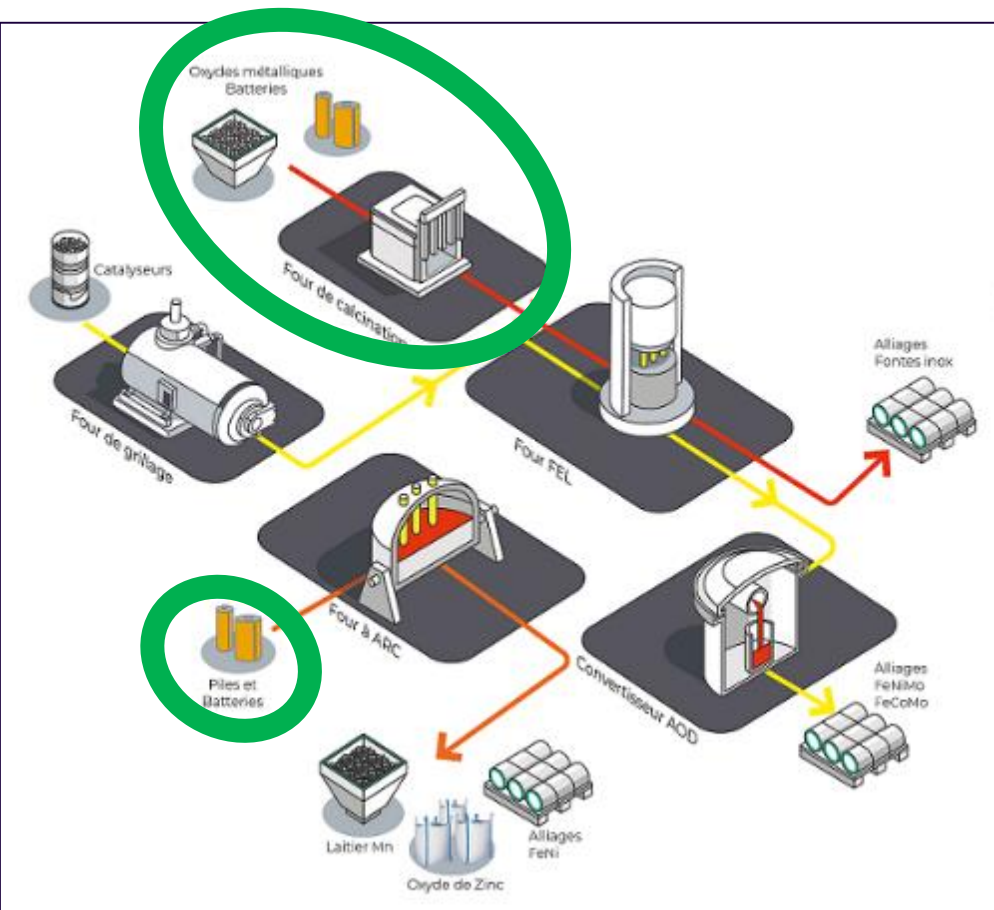 Oxydes métalliques
Batteries
Catalyseurs
Four de calcination
Four de grillage
Four FEL
Alliages
Fontes inox
Four à ARC
Piles et
Batteries
Convertisseur AOD
Alliages
FeNiMo
FeCoMo
Laitier Mn
Alliages
FeNi
Oxyde de Zinc